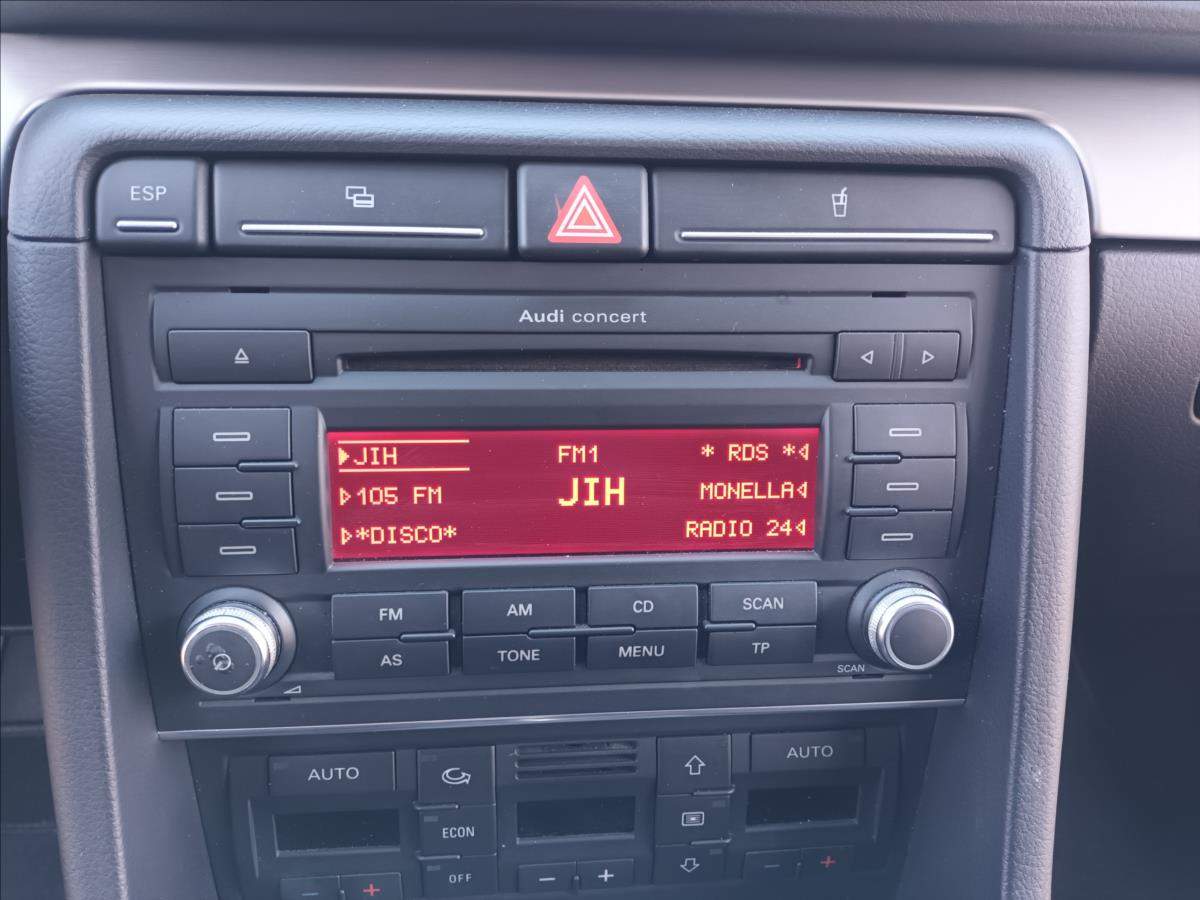 ESP
Audi concert
JIH FM1 * RDS *
105 FM JIH MONELLA
*DISCO* RADIO 24
FM AM CD SCAN
AS TONE MENU TP
SCAN
AUTO AUTO
ECON
OFF